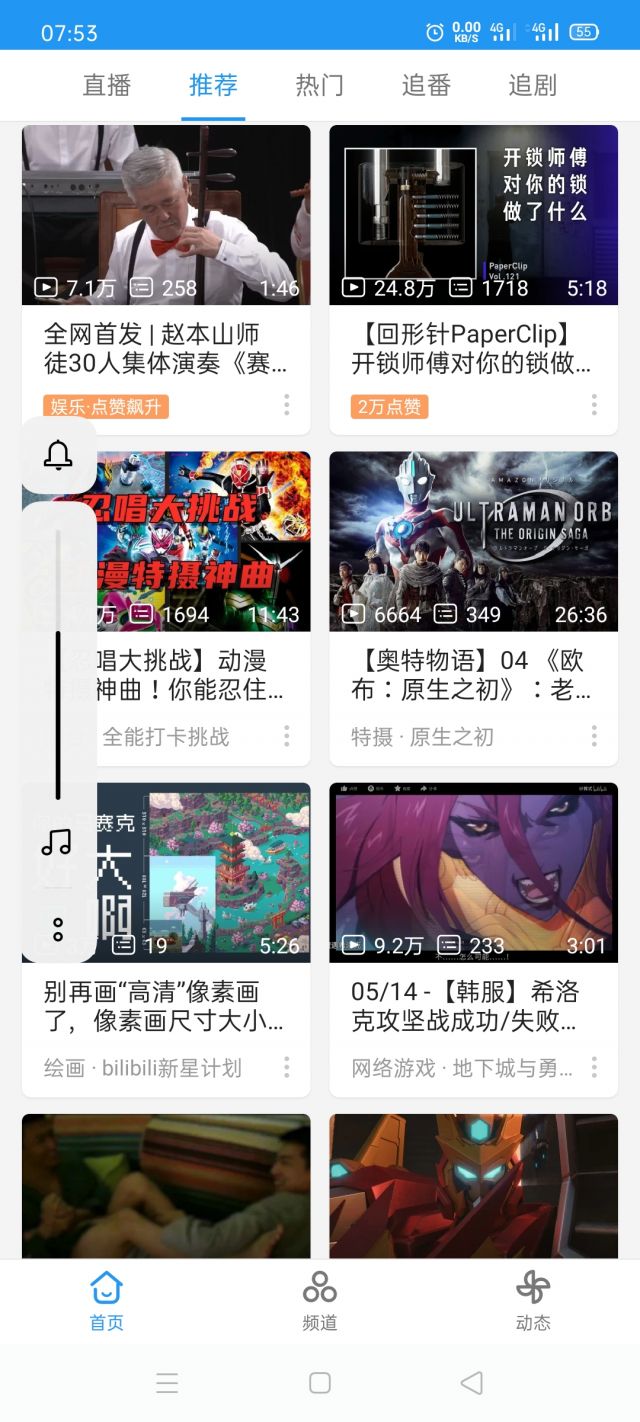 07:53
0.00
KB/S
4G
4G
55
直播
推荐
热门
追番
追剧
7.1万
258
1:46
全网首发 | 赵本山师
徒30人集体演奏《赛...
娱乐·点赞飙升
开锁师傅
对你的锁
做了什么
PaperClip
Vol.121
24.8万
1718
5:18
【回形针PaperClip】
开锁师傅对你的锁做...
2万点赞
忍唱大挑战
漫特摄神曲
万
1694
11:43
忍唱大挑战】动漫
神曲！你能忍住...
全能打卡挑战
ULTRAMAN ORB
THE ORIGIN SAGA
6664
349
26:36
【奥特物语】04 《欧
布：原生之初》：老...
特摄 · 原生之初
赛克
大
啊
19
5:26
别再画“高清”像素画
了，像素画尺寸大小...
绘画 · bilibili新星计划
9.2万
233
3:01
05/14 -【韩服】希洛
克攻坚战成功/失败...
网络游戏 · 地下城与勇...
首页
频道
动态